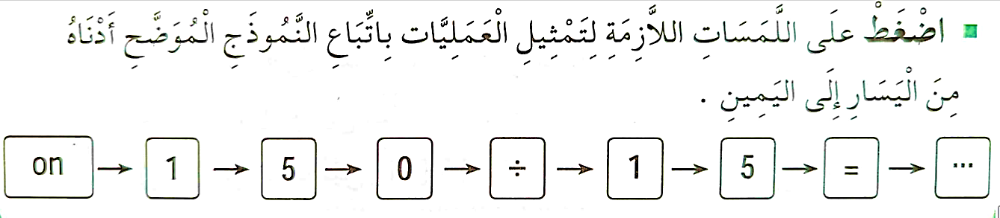 اضْغَطْ عَلَى اللَّمَسَاتِ اللاَّزِمَةِ لِتَمْثِيلِ الْعَمَلِيَّات بِاتِّبَاعِ النَّمُوذَجِ الْمُوَضَّحِ أَدْنَاهُ
مِنَ الْيَسَارِ إِلَى اليَمِينِ .
on → 1 → 5 → 0 → ÷ → 1 → 5 → = → ...